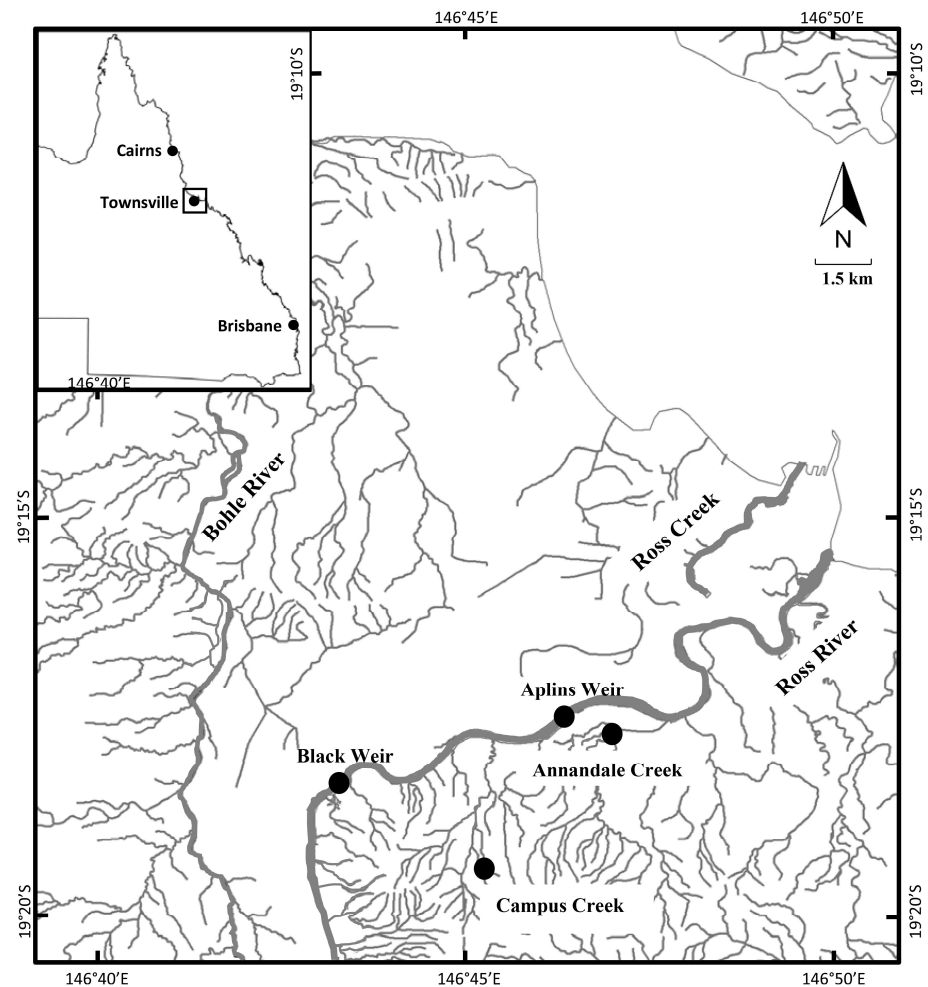 146°45′E
146°50′E
19°10′S
19°10′S
Cairns
Townsville
Brisbane
146°40′E
N
1.5 km
Bohle River
Ross Creek
19°15′S
19°15′S
Ross River
Aplins Weir
Annandale Creek
Black Weir
Campus Creek
19°20′S
19°20′S
146°40′E
146°45′E
146°50′E